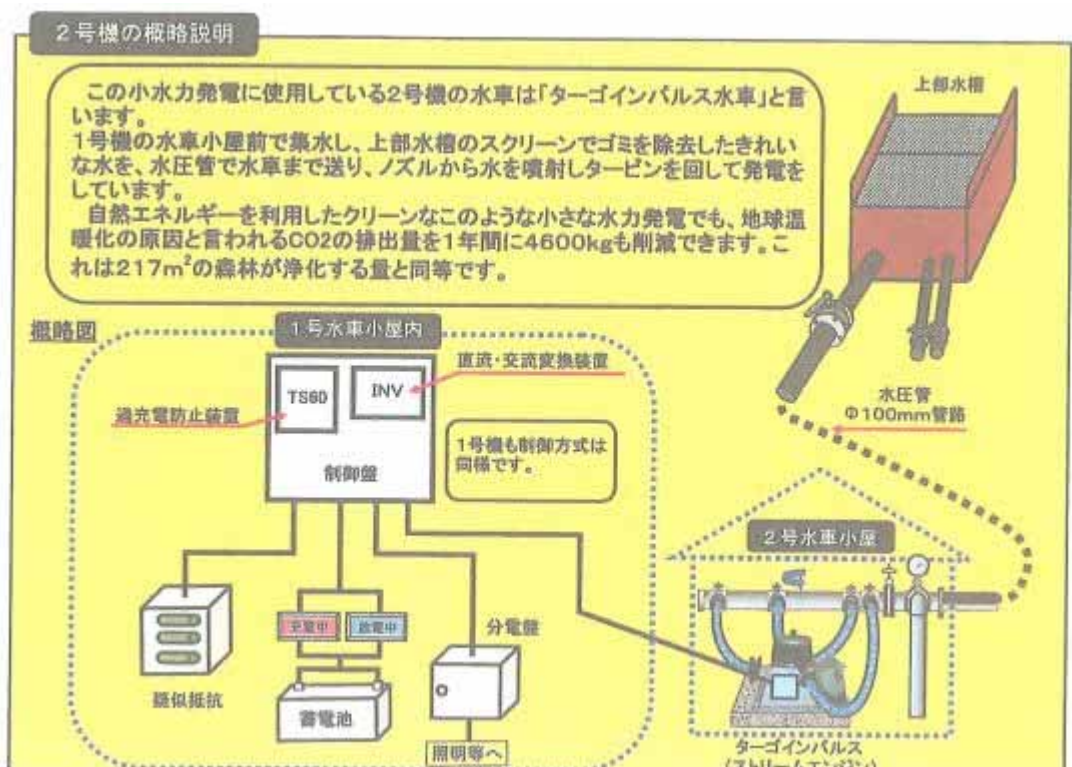 2号機の概略説明
この小水力発電に使用している2号機の水車は「ターゴインパルス水車」と言
います。
1号機の水車小屋前で集水し、上部水槽のスクリーンでゴミを除去したきれい
な水を、水圧管で水車まで送り、ノズルから水を噴射しタービンを回して発電を
しています。
自然エネルギーを利用したクリーンなこのような小さな水力発電でも、地球温
暖化の原因と言われるCO2の排出量を1年間に4600kgも削減できます。こ
れは217m²の森林が浄化する量と同等です。
上部水槽
概略図
1号水車小屋内
直流・交流変換装置
TS60
INV
過充電防止装置
水圧管
Φ100mm管路
1号機も制御方式は
同様です。
制御盤
2号水車小屋
充電中
放電中
分電盤
疑似抵抗
蓄電池
照明等へ
ターゴインパルス
(ストリームエンジン)